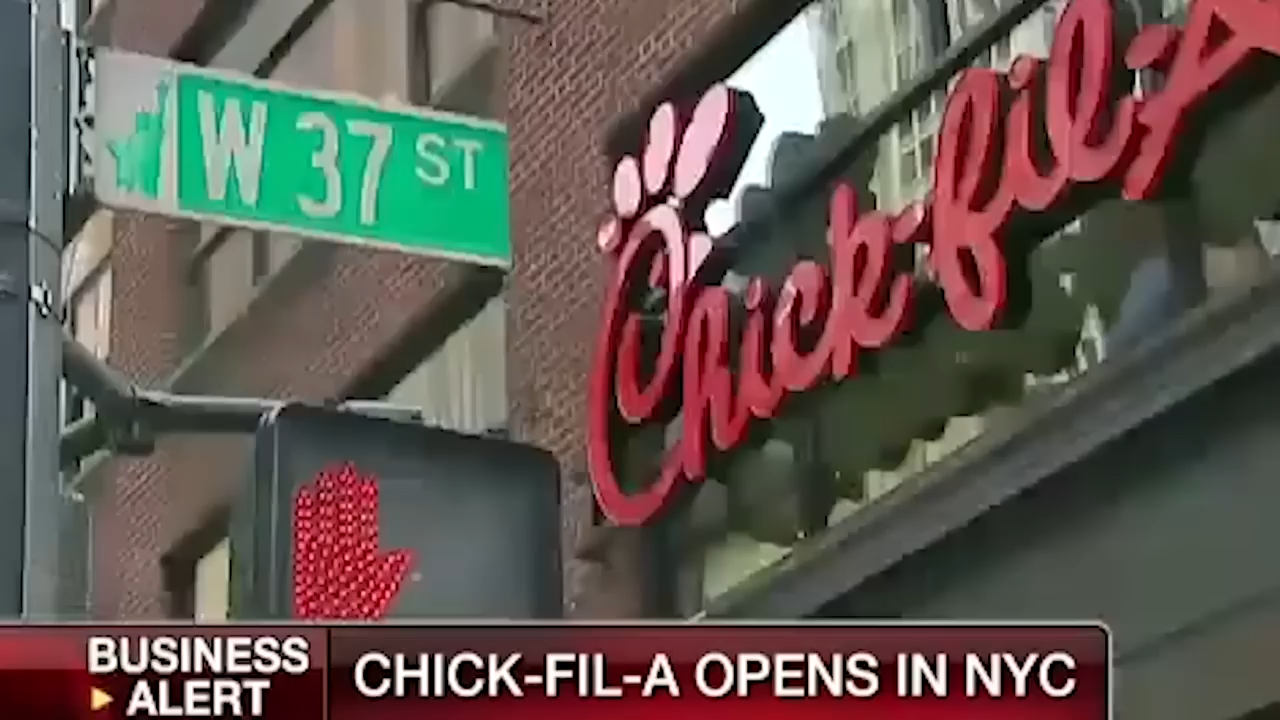 W 37 ST
Chick-fil-A
BUSINESS
ALERT
CHICK-FIL-A OPENS IN NYC